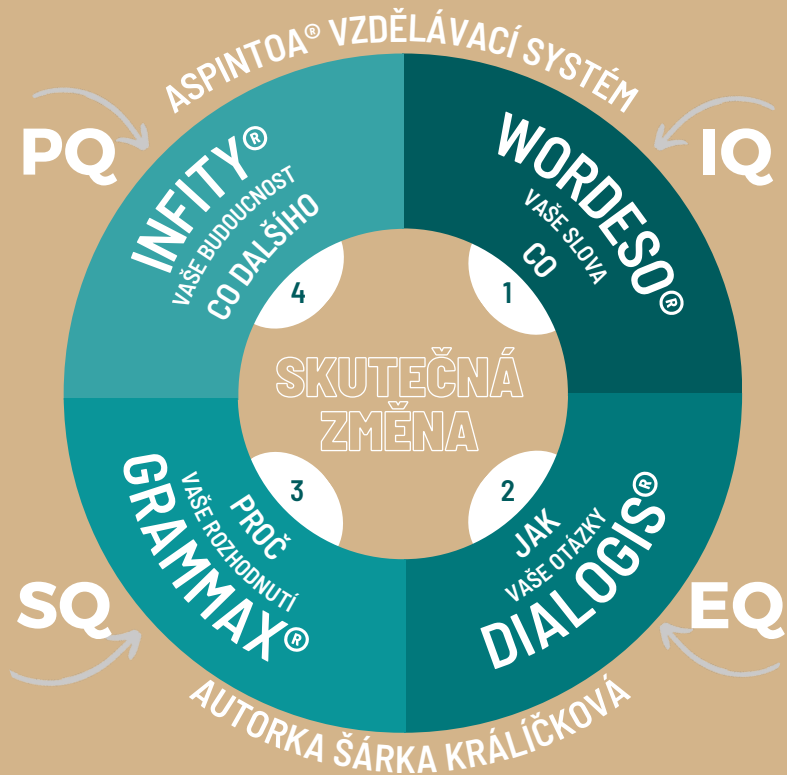 ASPINTOA® VZDĚLÁVACÍ SYSTÉM
PQ
IQ
INFITY®
VAŠE BUDOUCNOST
CO DALŠÍHO
4
WORDESO®
VAŠE SLOVA
CO
1
SKUTEČNÁ
ZMĚNA
3
PROČ
VAŠE ROZHODNUTÍ
GRAMMAX®
2
JAK
VAŠE OTÁZKY
DIALOGIS®
SQ
EQ
AUTORKA ŠÁRKA KRÁLÍČKOVÁ